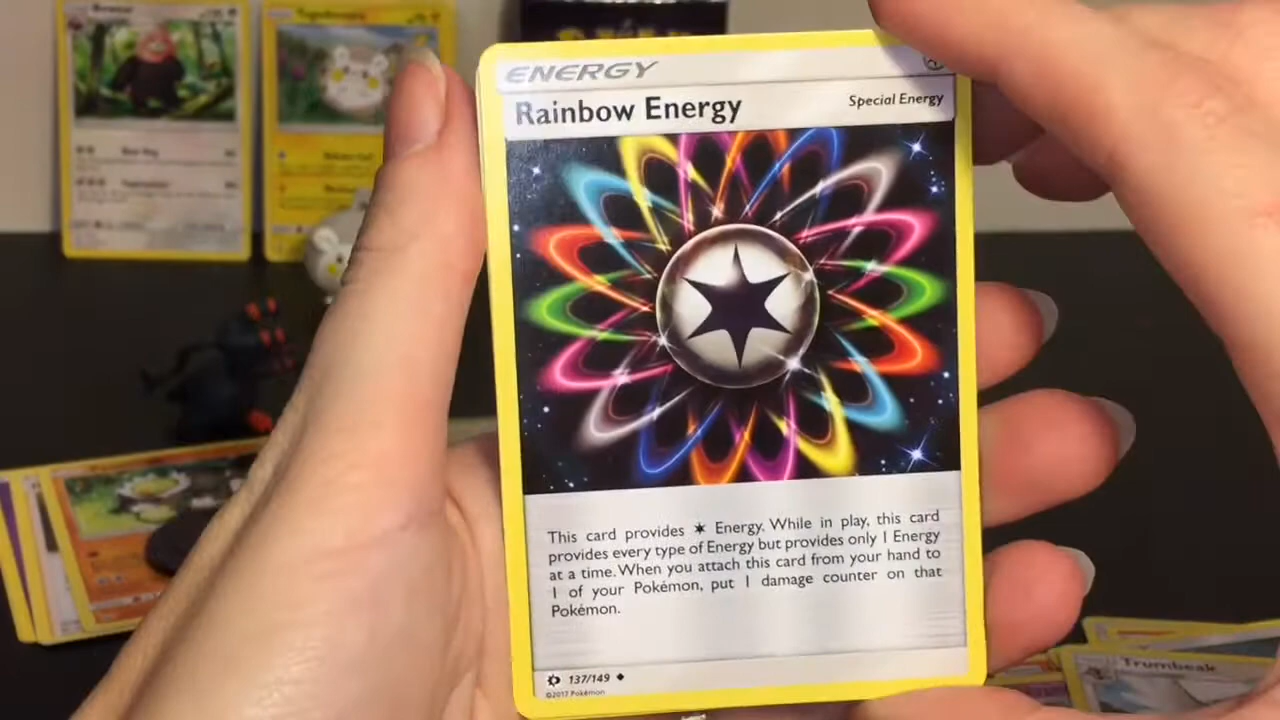 ENERGY
Rainbow Energy
Special Energy
This card provides ✶ Energy. While in play, this card
provides every type of Energy but provides only 1 Energy
at a time. When you attach this card from your hand to
1 of your Pokémon, put 1 damage counter on that
Pokémon.
137/149
©2017 Pokémon
Trumbeak